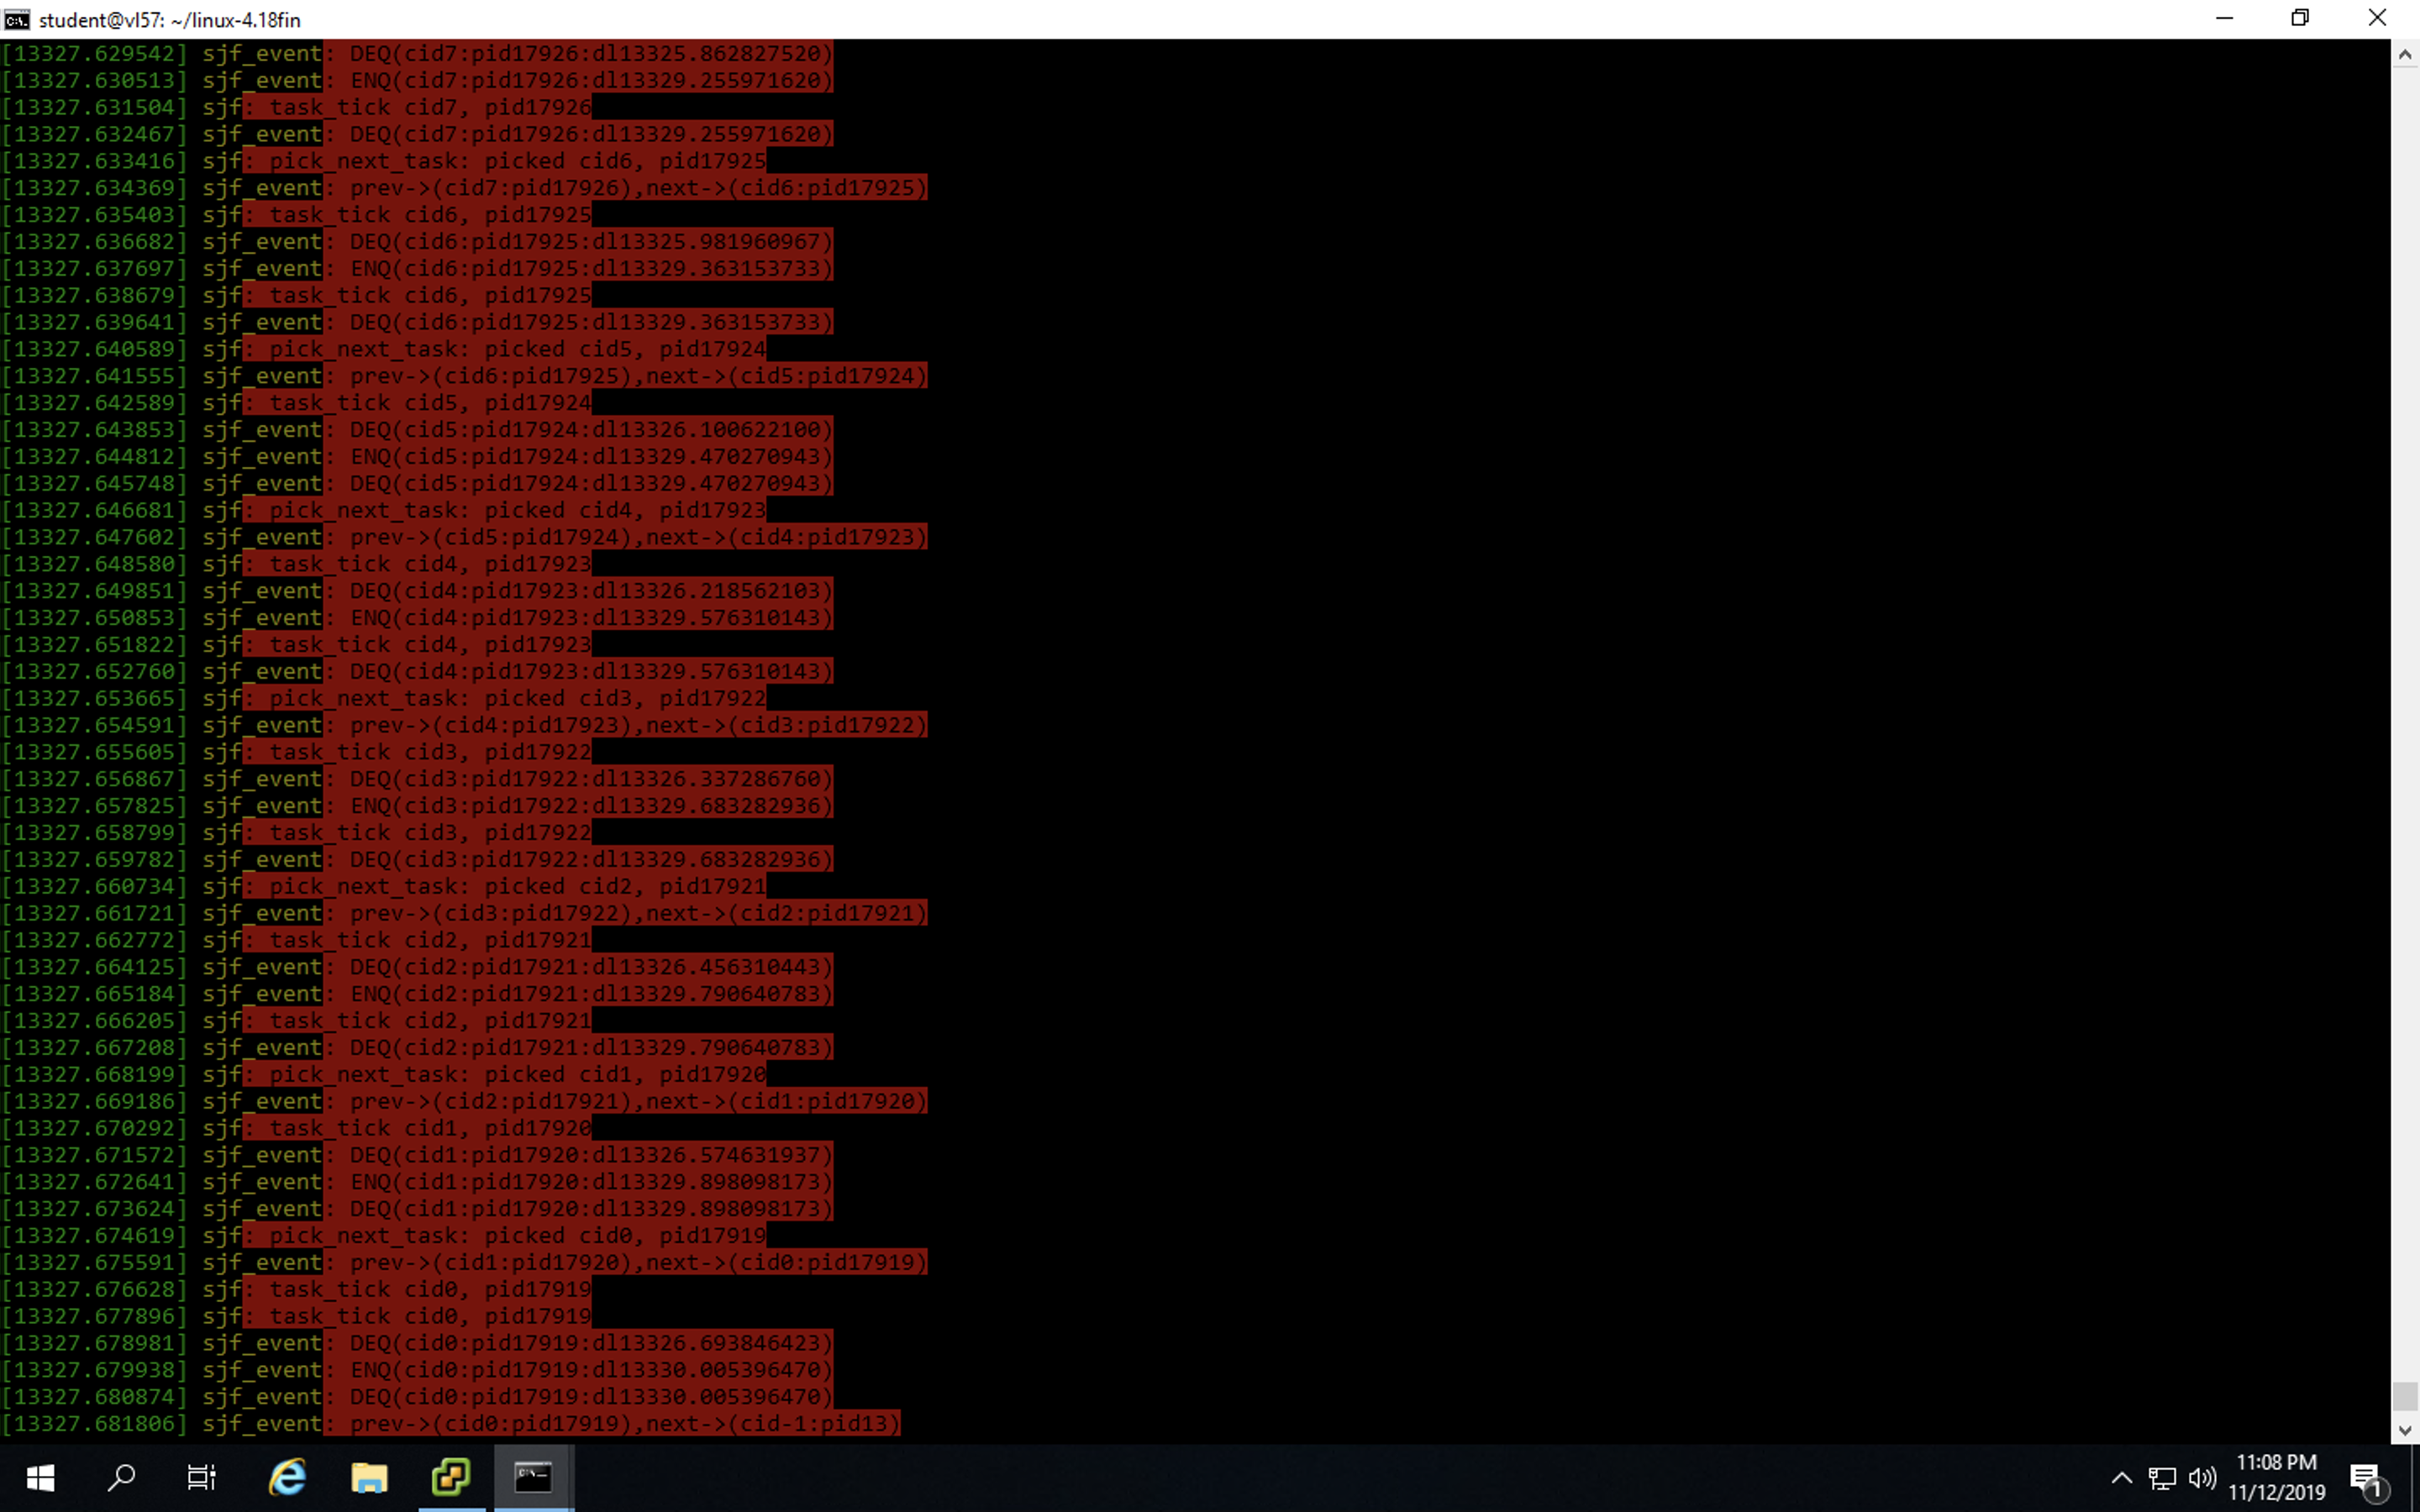 student@vl57: ~/linux-4.18fin
[13327.629542] sjf_event: DEQ(cid7:pid17926:dl13325.862827520)
[13327.630513] sjf_event: ENQ(cid7:pid17926:dl13329.255971620)
[13327.631504] sjf: task_tick cid7, pid17926
[13327.632467] sjf_event: DEQ(cid7:pid17926:dl13329.255971620)
[13327.633416] sjf: pick_next_task: picked cid6, pid17925
[13327.634369] sjf_event: prev->(cid7:pid17926),next->(cid6:pid17925)
[13327.635403] sjf: task_tick cid6, pid17925
[13327.636682] sjf_event: DEQ(cid6:pid17925:dl13325.981960967)
[13327.637697] sjf_event: ENQ(cid6:pid17925:dl13329.363153733)
[13327.638679] sjf: task_tick cid6, pid17925
[13327.639641] sjf_event: DEQ(cid6:pid17925:dl13329.363153733)
[13327.640589] sjf: pick_next_task: picked cid5, pid17924
[13327.641555] sjf_event: prev->(cid6:pid17925),next->(cid5:pid17924)
[13327.642589] sjf: task_tick cid5, pid17924
[13327.643853] sjf_event: DEQ(cid5:pid17924:dl13326.100622100)
[13327.644812] sjf_event: ENQ(cid5:pid17924:dl13329.470270943)
[13327.645748] sjf_event: DEQ(cid5:pid17924:dl13329.470270943)
[13327.646681] sjf: pick_next_task: picked cid4, pid17923
[13327.647602] sjf_event: prev->(cid5:pid17924),next->(cid4:pid17923)
[13327.648580] sjf: task_tick cid4, pid17923
[13327.649851] sjf_event: DEQ(cid4:pid17923:dl13326.218562103)
[13327.650853] sjf_event: ENQ(cid4:pid17923:dl13329.576310143)
[13327.651822] sjf: task_tick cid4, pid17923
[13327.652760] sjf_event: DEQ(cid4:pid17923:dl13329.576310143)
[13327.653665] sjf: pick_next_task: picked cid3, pid17922
[13327.654591] sjf_event: prev->(cid4:pid17923),next->(cid3:pid17922)
[13327.655605] sjf: task_tick cid3, pid17922
[13327.656867] sjf_event: DEQ(cid3:pid17922:dl13326.337286760)
[13327.657825] sjf_event: ENQ(cid3:pid17922:dl13329.683282936)
[13327.658799] sjf: task_tick cid3, pid17922
[13327.659782] sjf_event: DEQ(cid3:pid17922:dl13329.683282936)
[13327.660734] sjf: pick_next_task: picked cid2, pid17921
[13327.661721] sjf_event: prev->(cid3:pid17922),next->(cid2:pid17921)
[13327.662772] sjf: task_tick cid2, pid17921
[13327.664125] sjf_event: DEQ(cid2:pid17921:dl13326.456310443)
[13327.665184] sjf_event: ENQ(cid2:pid17921:dl13329.790640783)
[13327.666205] sjf: task_tick cid2, pid17921
[13327.667208] sjf_event: DEQ(cid2:pid17921:dl13329.790640783)
[13327.668199] sjf: pick_next_task: picked cid1, pid17920
[13327.669186] sjf_event: prev->(cid2:pid17921),next->(cid1:pid17920)
[13327.670292] sjf: task_tick cid1, pid17920
[13327.671572] sjf_event: DEQ(cid1:pid17920:dl13326.574631937)
[13327.672641] sjf_event: ENQ(cid1:pid17920:dl13329.898098173)
[13327.673624] sjf_event: DEQ(cid1:pid17920:dl13329.898098173)
[13327.674619] sjf: pick_next_task: picked cid0, pid17919
[13327.675591] sjf_event: prev->(cid1:pid17920),next->(cid0:pid17919)
[13327.676628] sjf: task_tick cid0, pid17919
[13327.677896] sjf: task_tick cid0, pid17919
[13327.678981] sjf_event: DEQ(cid0:pid17919:dl13326.693846423)
[13327.679938] sjf_event: ENQ(cid0:pid17919:dl13330.005396470)
[13327.680874] sjf_event: DEQ(cid0:pid17919:dl13330.005396470)
[13327.681806] sjf_event: prev->(cid0:pid17919),next->(cid-1:pid13)
11:08 PM
11/12/2019
1